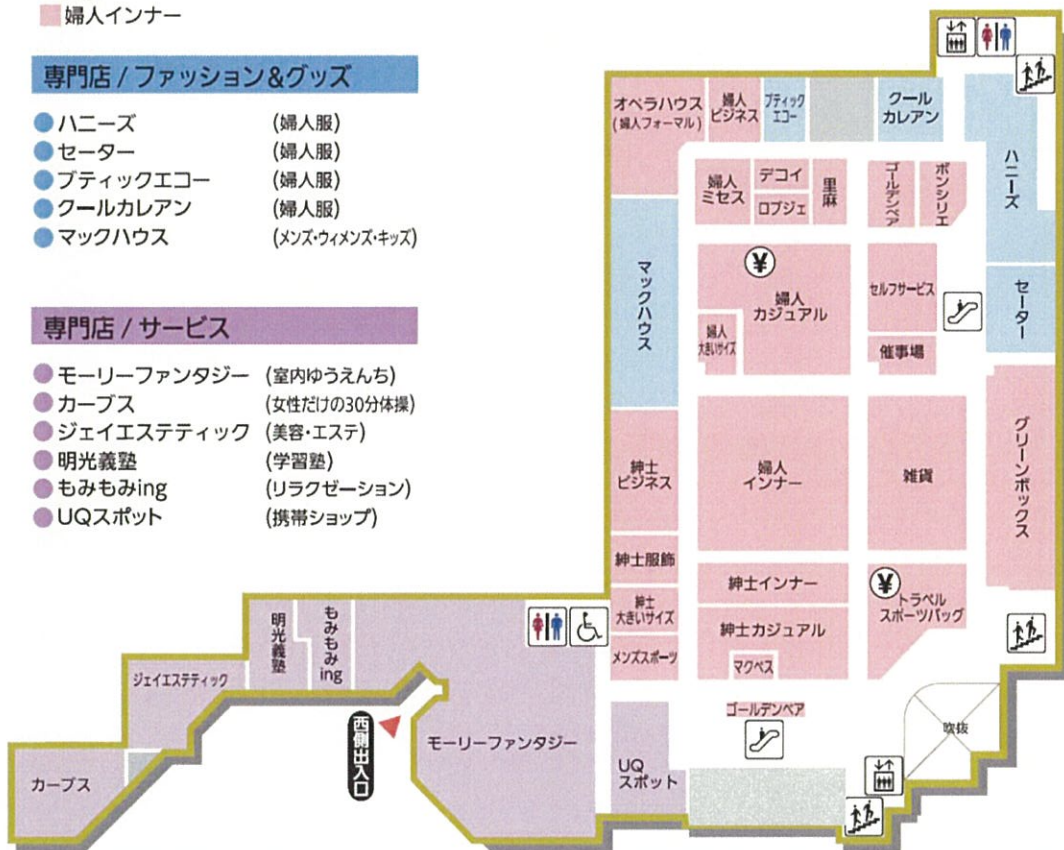 婦人インナー
専門店 / ファッション&グッズ
ハニーズ (婦人服)
セーター (婦人服)
ブティックエコー (婦人服)
クールカレアン (婦人服)
マックハウス (メンズ・ウィメンズ・キッズ)
専門店 / サービス
モーリーファンタジー (室内ゆうえんち)
カーブス (女性だけの30分体操)
ジェイエステティック (美容・エステ)
明光義塾 (学習塾)
もみもみing (リラクゼーション)
UQスポット (携帯ショップ)
オペラハウス
(婦人フォーマル)
婦人
ビジネス
ブティック
エコー
クール
カレアン
ハニーズ
婦人
ミセス
デコイ
ロブジェ
里麻
ゴールデンベア
ボンシリエ
マックハウス
¥
婦人
カジュアル
婦人
大きいサイズ
セルフサービス
催事場
セーター
紳士
ビジネス
婦人
インナー
雑貨
グリーンボックス
紳士服飾
紳士
大きいサイズ
メンズスポーツ
紳士インナー
紳士カジュアル
マクベス
¥
トラベル
スポーツバッグ
ゴールデンベア
吹抜
明光義塾
もみもみ
ing
ジェイエステティック
カーブス
西側出入口
モーリーファンタジー
UQ
スポット